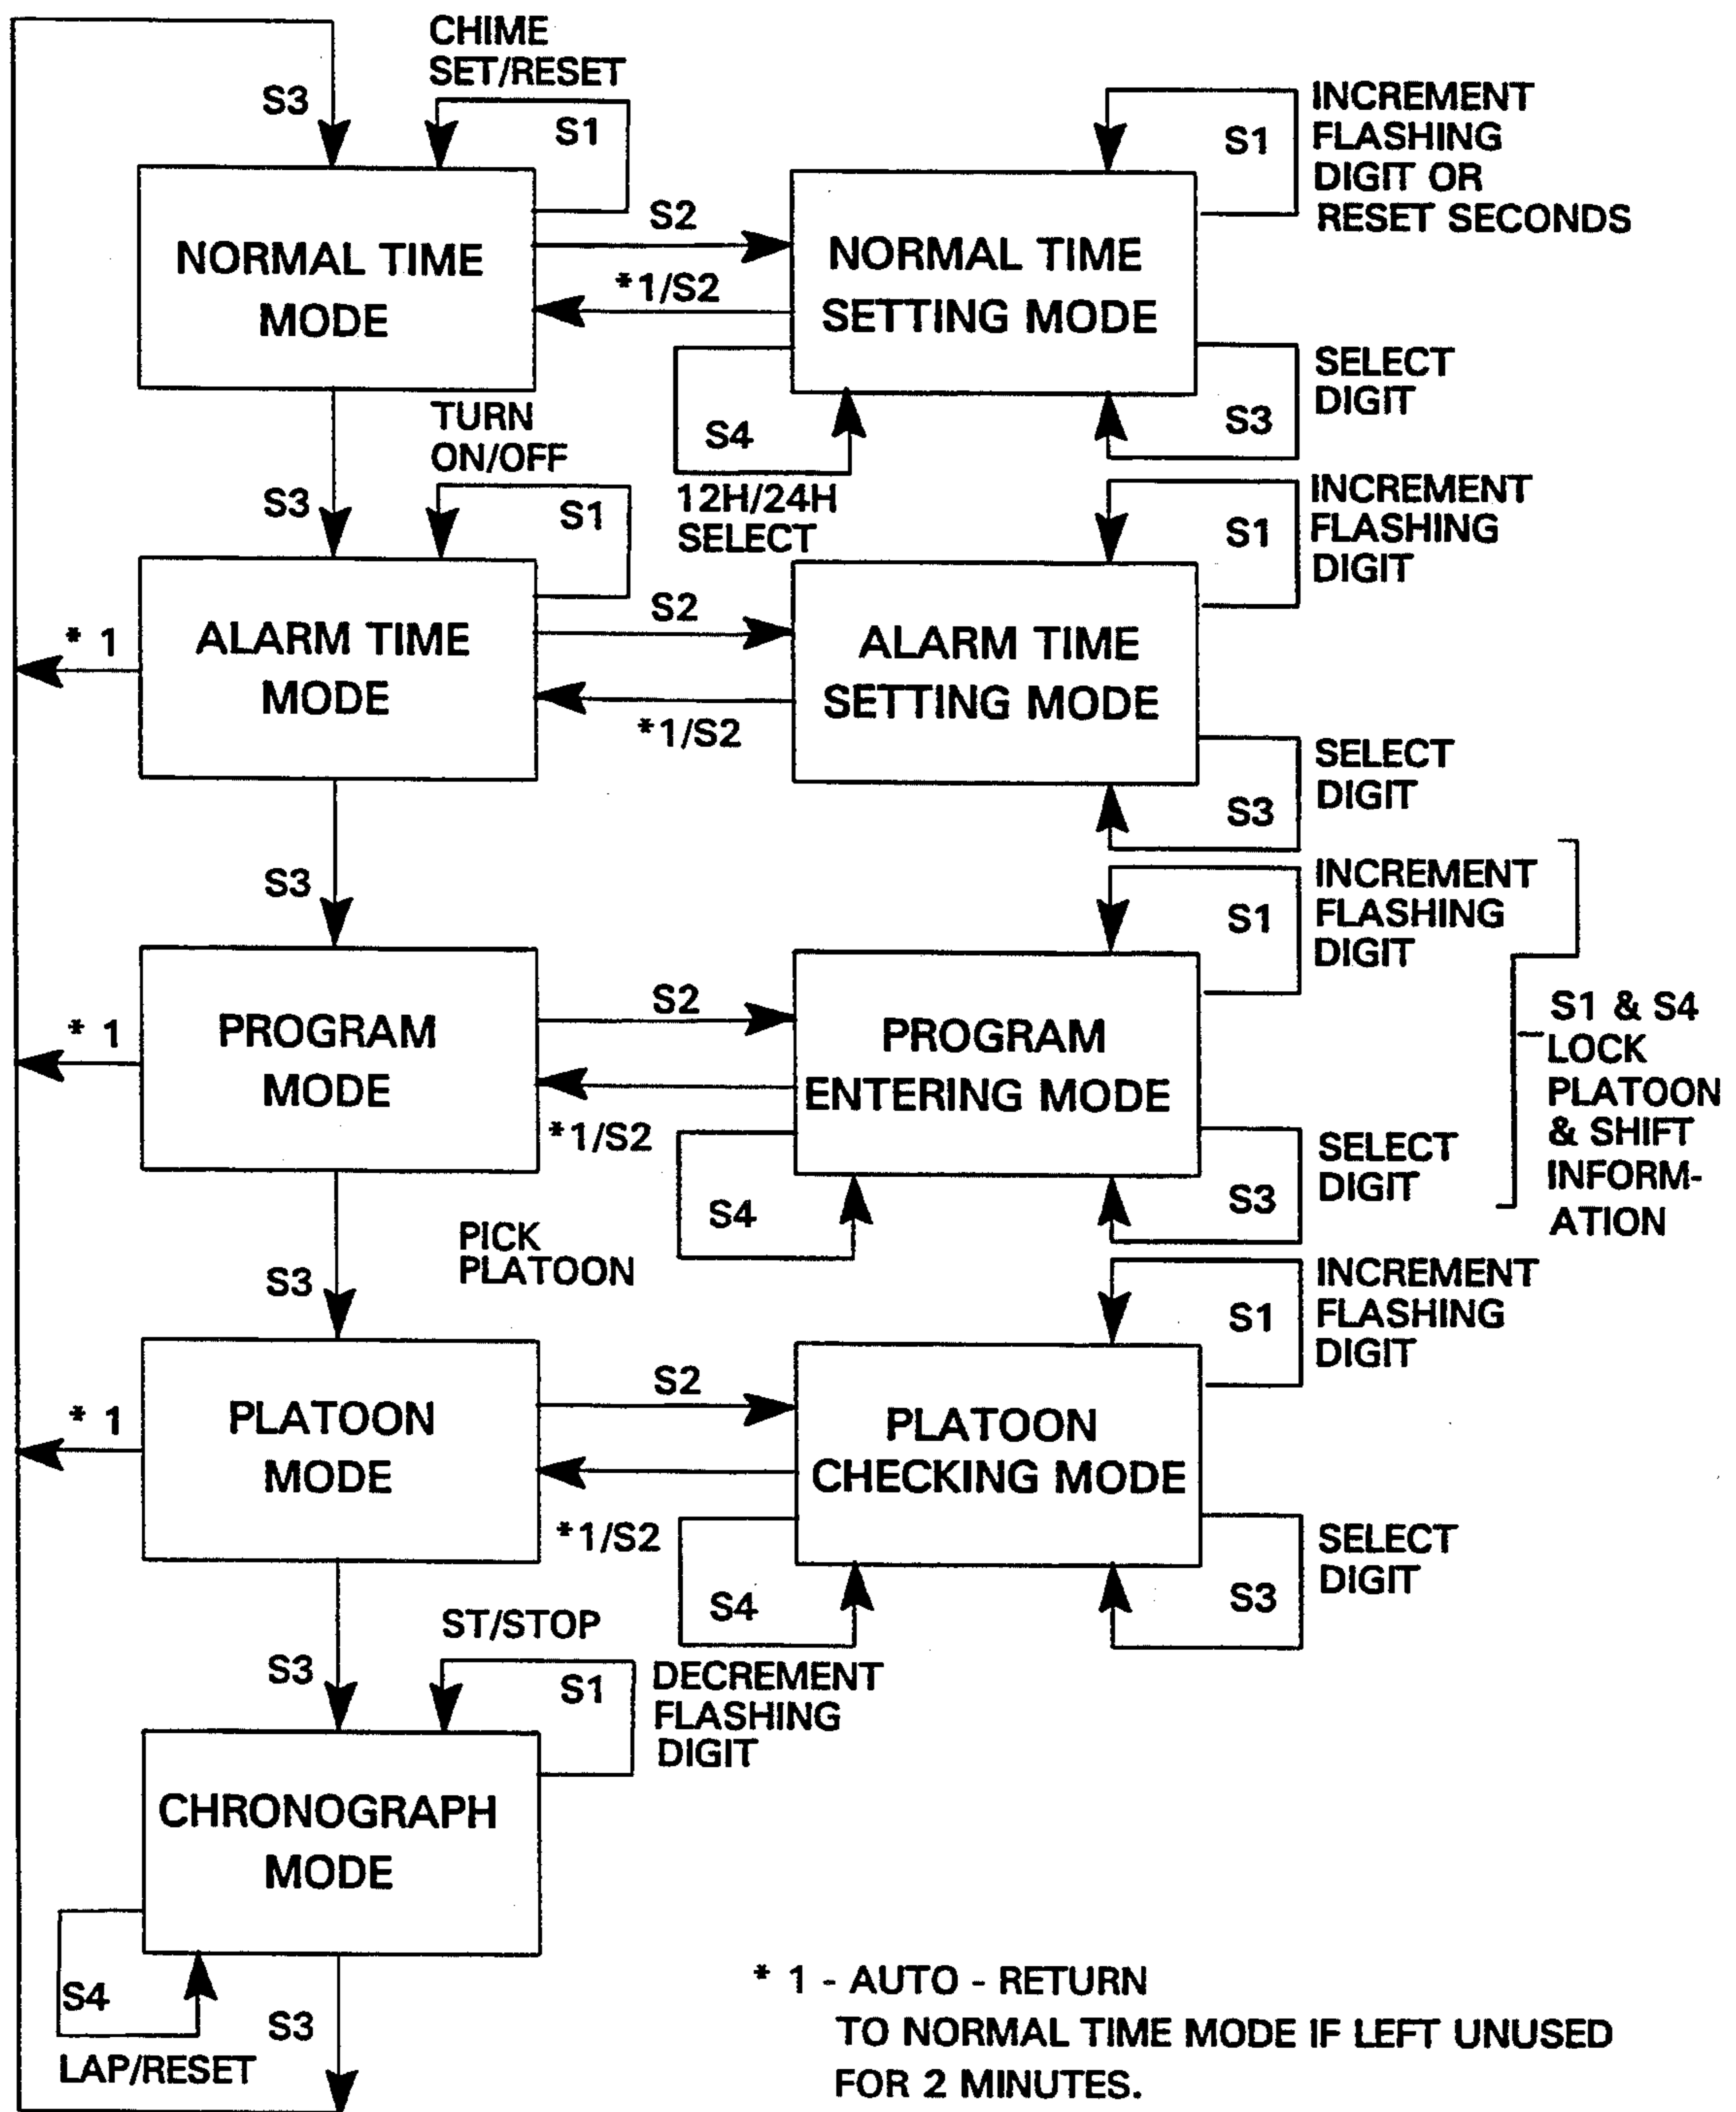 CHIME
SET/RESET
S3
S1
NORMAL TIME
MODE
S2
*1/S2
NORMAL TIME
SETTING MODE
S1
INCREMENT
FLASHING
DIGIT OR
RESET SECONDS
SELECT
DIGIT
S3
S4
12H/24H
SELECT
TURN
ON/OFF
S3
S1
* 1
ALARM TIME
MODE
S2
*1/S2
ALARM TIME
SETTING MODE
S1
INCREMENT
FLASHING
DIGIT
SELECT
DIGIT
S3
S3
* 1
PROGRAM
MODE
S2
*1/S2
PROGRAM
ENTERING MODE
S1
INCREMENT
FLASHING
DIGIT
S1 & S4
LOCK
PLATOON
& SHIFT
INFORM-
ATION
SELECT
DIGIT
S3
S4
PICK
PLATOON
S3
* 1
PLATOON
MODE
S2
*1/S2
PLATOON
CHECKING MODE
S1
INCREMENT
FLASHING
DIGIT
SELECT
DIGIT
S3
S4
DECREMENT
FLASHING
DIGIT
ST/STOP
S3
S1
CHRONOGRAPH
MODE
S4
LAP/RESET
S3
* 1 - AUTO - RETURN
TO NORMAL TIME MODE IF LEFT UNUSED
FOR 2 MINUTES.